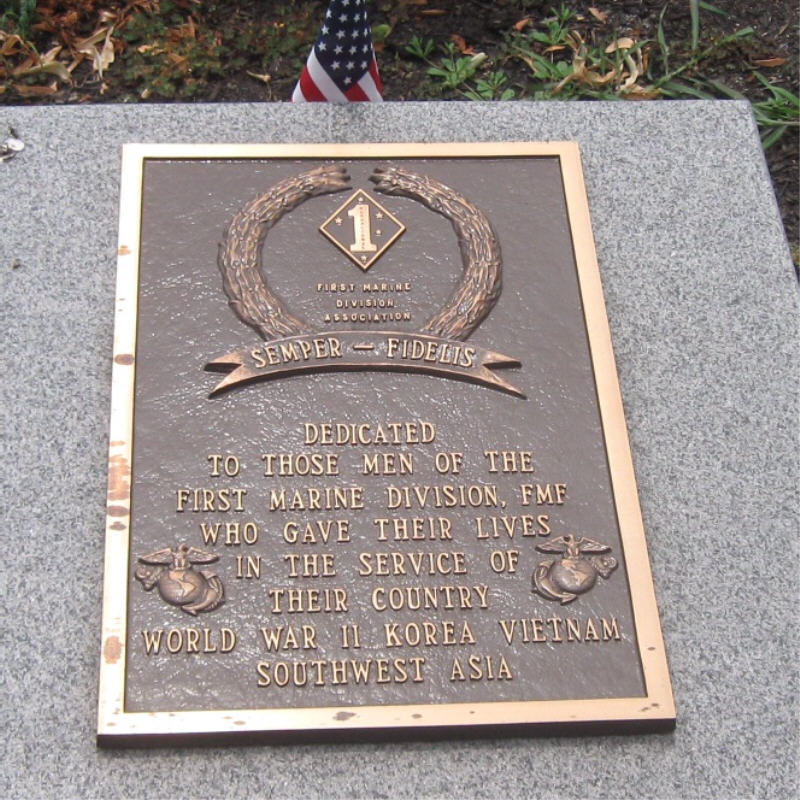 1
FIRST MARINE
DIVISION
ASSOCIATION
SEMPER — FIDELIS
DEDICATED
TO THOSE MEN OF THE
FIRST MARINE DIVISION, FMF
WHO GAVE THEIR LIVES
IN THE SERVICE OF
THEIR COUNTRY
WORLD WAR II KOREA VIETNAM
SOUTHWEST ASIA